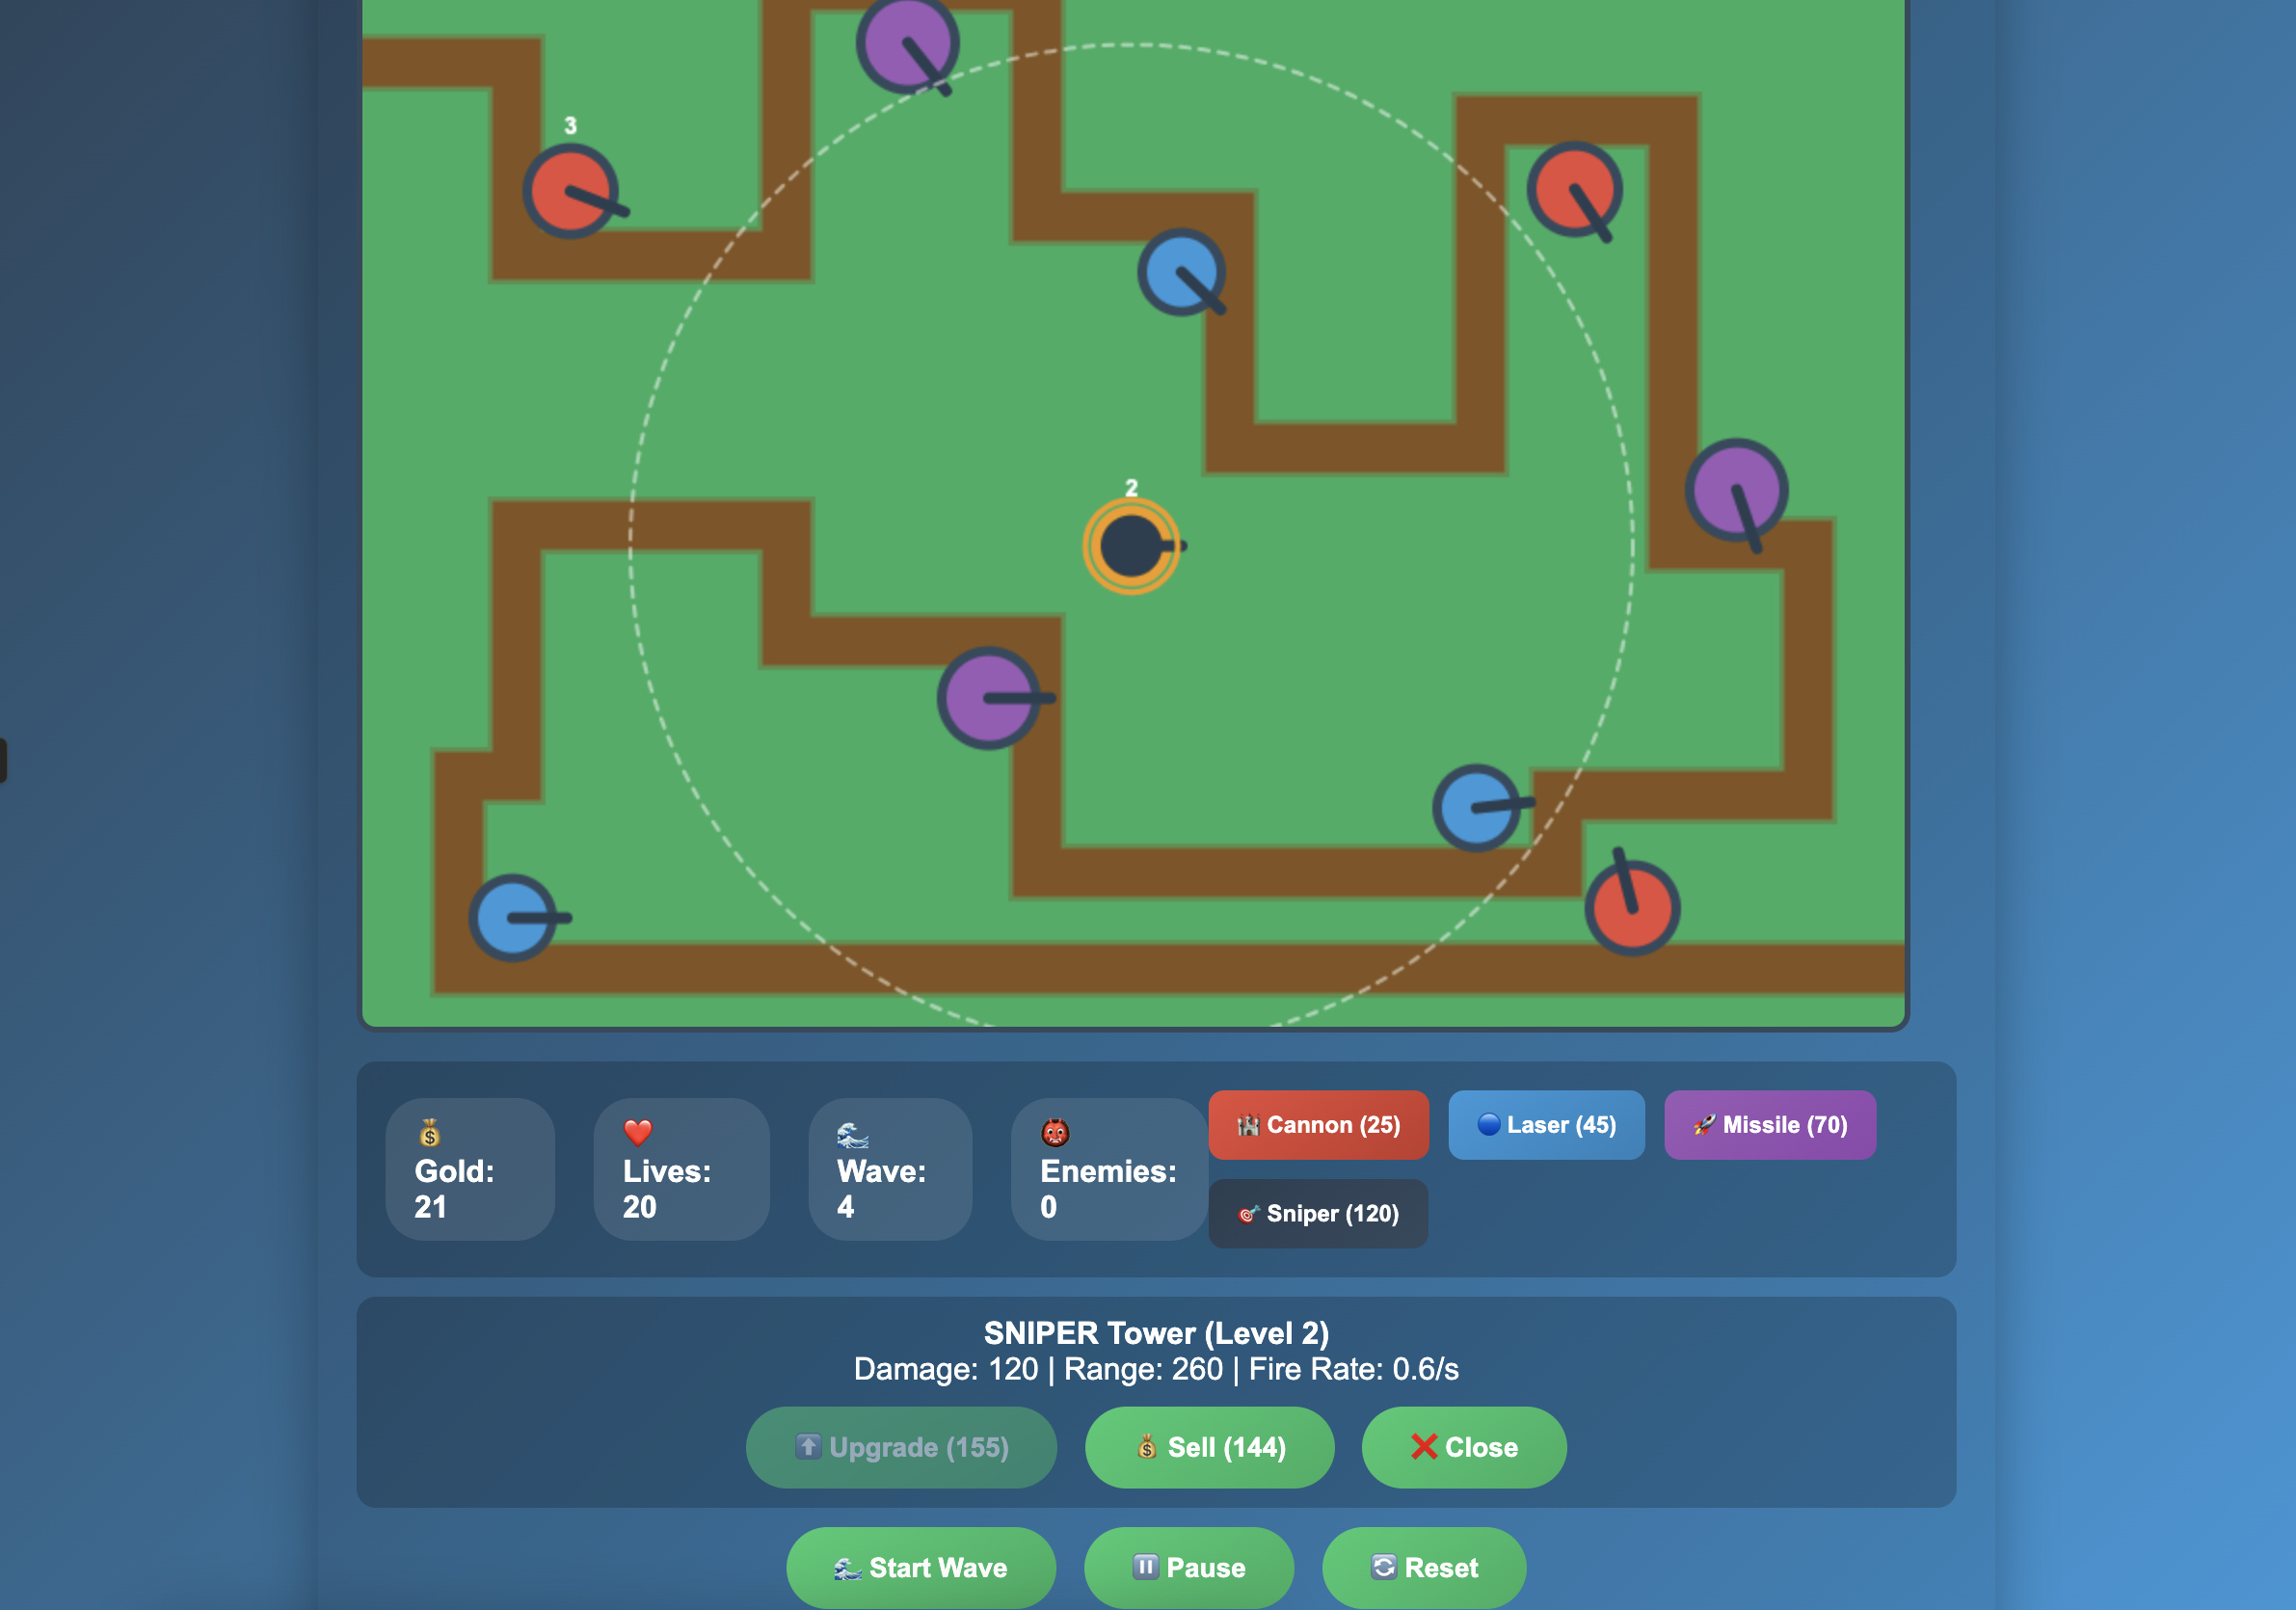 3
2
💰
Gold:
21
❤️
Lives:
20
🌊
Wave:
4
👹
Enemies:
0
🏰 Cannon (25)
🔵 Laser (45)
🚀 Missile (70)
🎯 Sniper (120)
SNIPER Tower (Level 2)
Damage: 120 | Range: 260 | Fire Rate: 0.6/s
⬆️ Upgrade (155)
💰 Sell (144)
❌ Close
🌊 Start Wave
⏸️ Pause
🔄 Reset